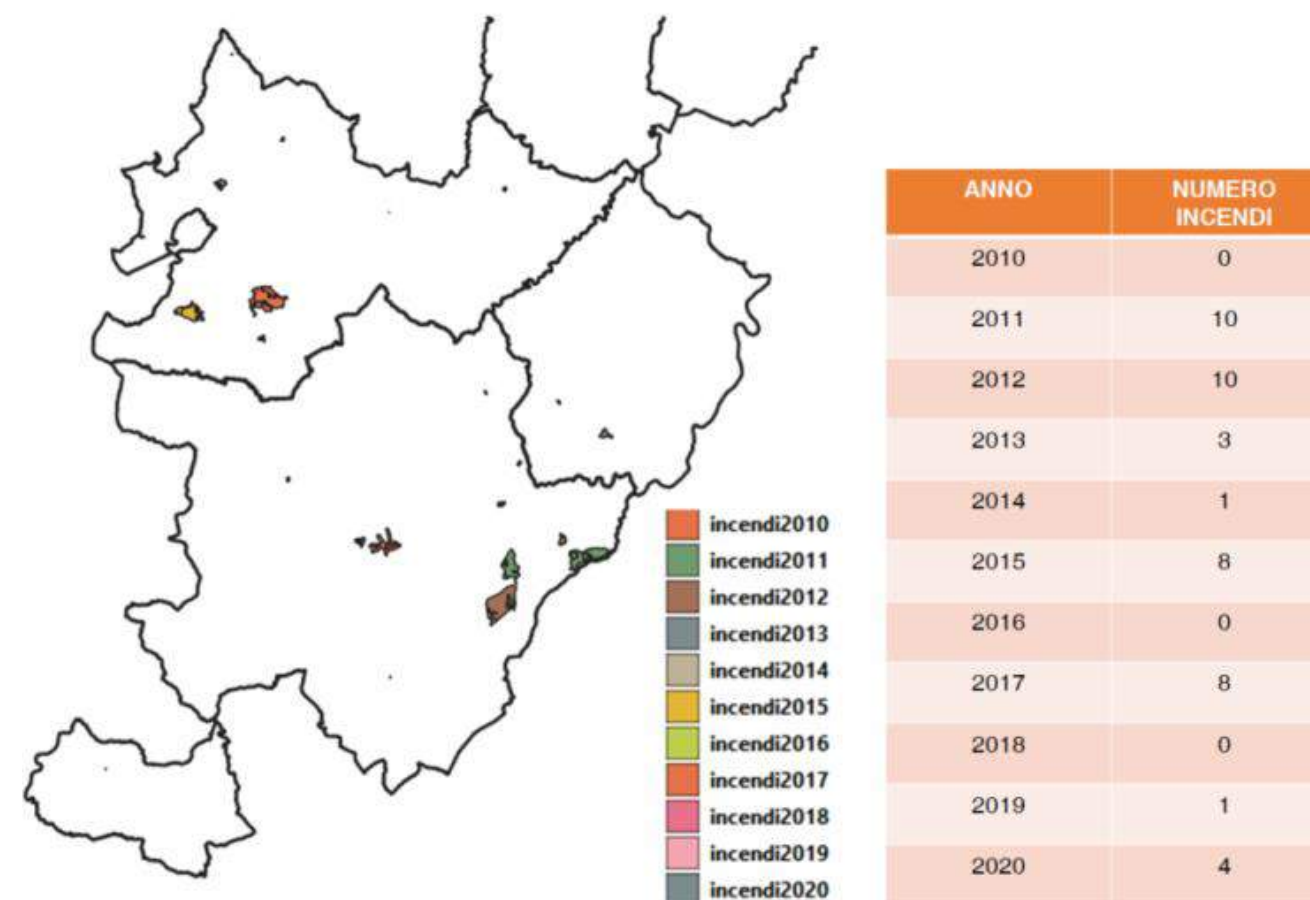 incendi2010
incendi2011
incendi2012
incendi2013
incendi2014
incendi2015
incendi2016
incendi2017
incendi2018
incendi2019
incendi2020
ANNO NUMERO
INCENDI
2010 0
2011 10
2012 10
2013 3
2014 1
2015 8
2016 0
2017 8
2018 0
2019 1
2020 4